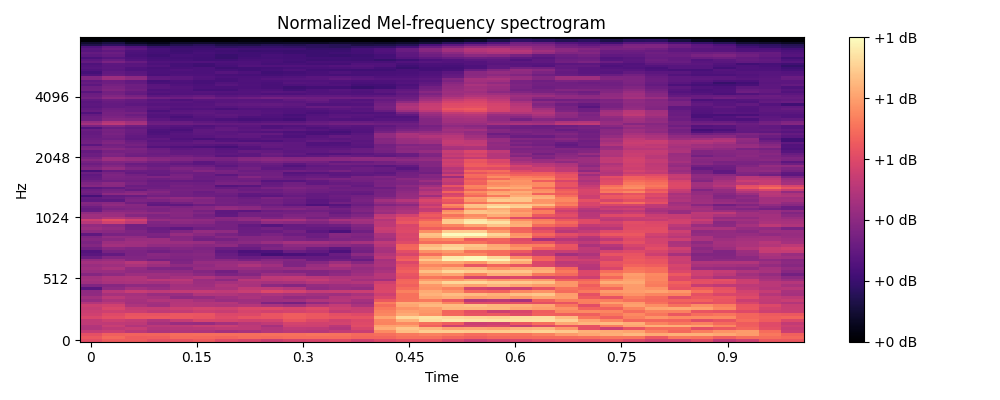 Normalized Mel-frequency spectrogram
Hz
4096
2048
1024
512
0
0 0.15 0.3 0.45 0.6 0.75 0.9
Time
+1 dB
+1 dB
+1 dB
+0 dB
+0 dB
+0 dB